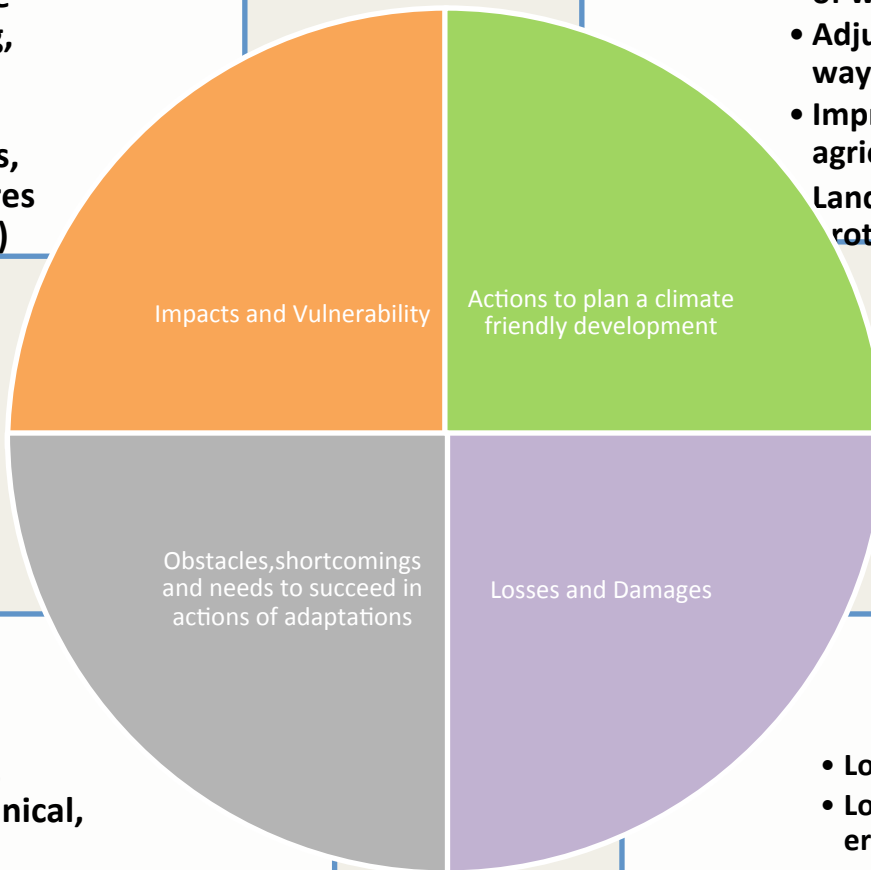 s,
)
• Adju
way
• Impr
agri
Land
rot
Impacts and Vulnerability
Actions to plan a climate
friendly development
Obstacles,shortcomings
and needs to succeed in
actions of adaptations
Losses and Damages
nical,
• Lo
• Lo
er